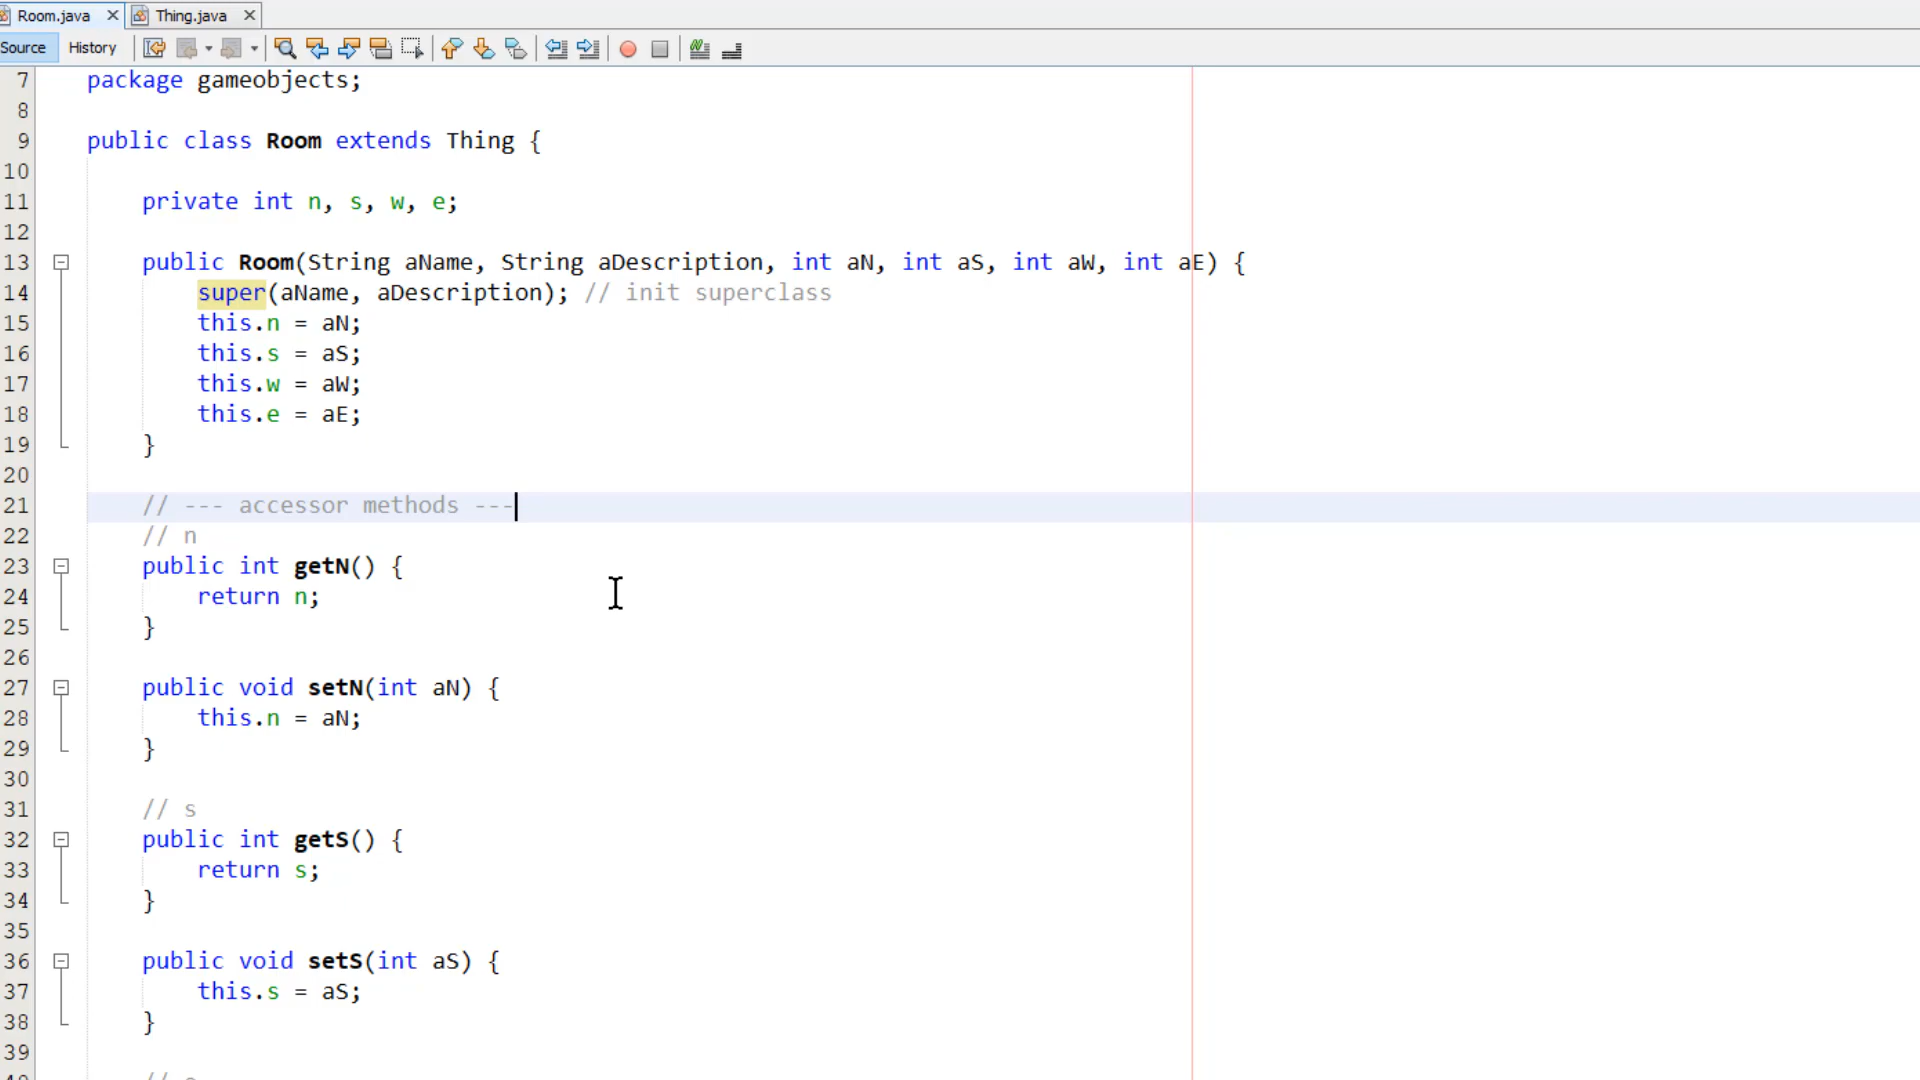 Room.java
Thing.java
Source History
7 package gameobjects;
8
9 public class Room extends Thing {
10
11 private int n, s, w, e;
12
13 public Room(String aName, String aDescription, int aN, int aS, int aW, int aE) {
14 super(aName, aDescription); // init superclass
15 this.n = aN;
16 this.s = aS;
17 this.w = aW;
18 this.e = aE;
19 }
20
21 // --- accessor methods ---
22 // n
23 public int getN() {
24 return n;
25 }
26
27 public void setN(int aN) {
28 this.n = aN;
29 }
30
31 // s
32 public int getS() {
33 return s;
34 }
35
36 public void setS(int aS) {
37 this.s = aS;
38 }
39